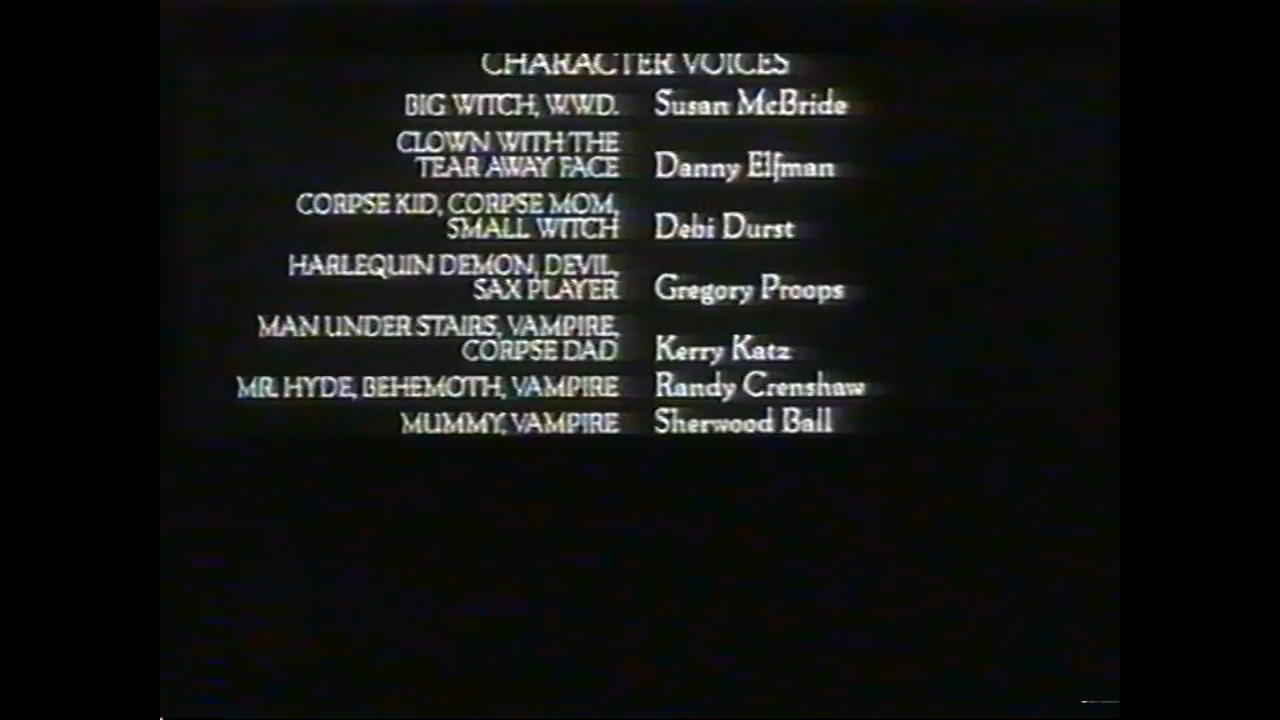 CHARACTER VOICES
BIG WITCH, W.W.D. Susan McBride
CLOWN WITH THE
TEAR AWAY FACE Danny Elfman
CORPSE KID, CORPSE MOM,
SMALL WITCH Debi Durst
HARLEQUIN DEMON, DEVIL,
SAX PLAYER Gregory Proops
MAN UNDER STAIRS, VAMPIRE,
CORPSE DAD Kerry Katz
MR. HYDE, BEHEMOTH, VAMPIRE Randy Crenshaw
MUMMY, VAMPIRE Sherwood Ball